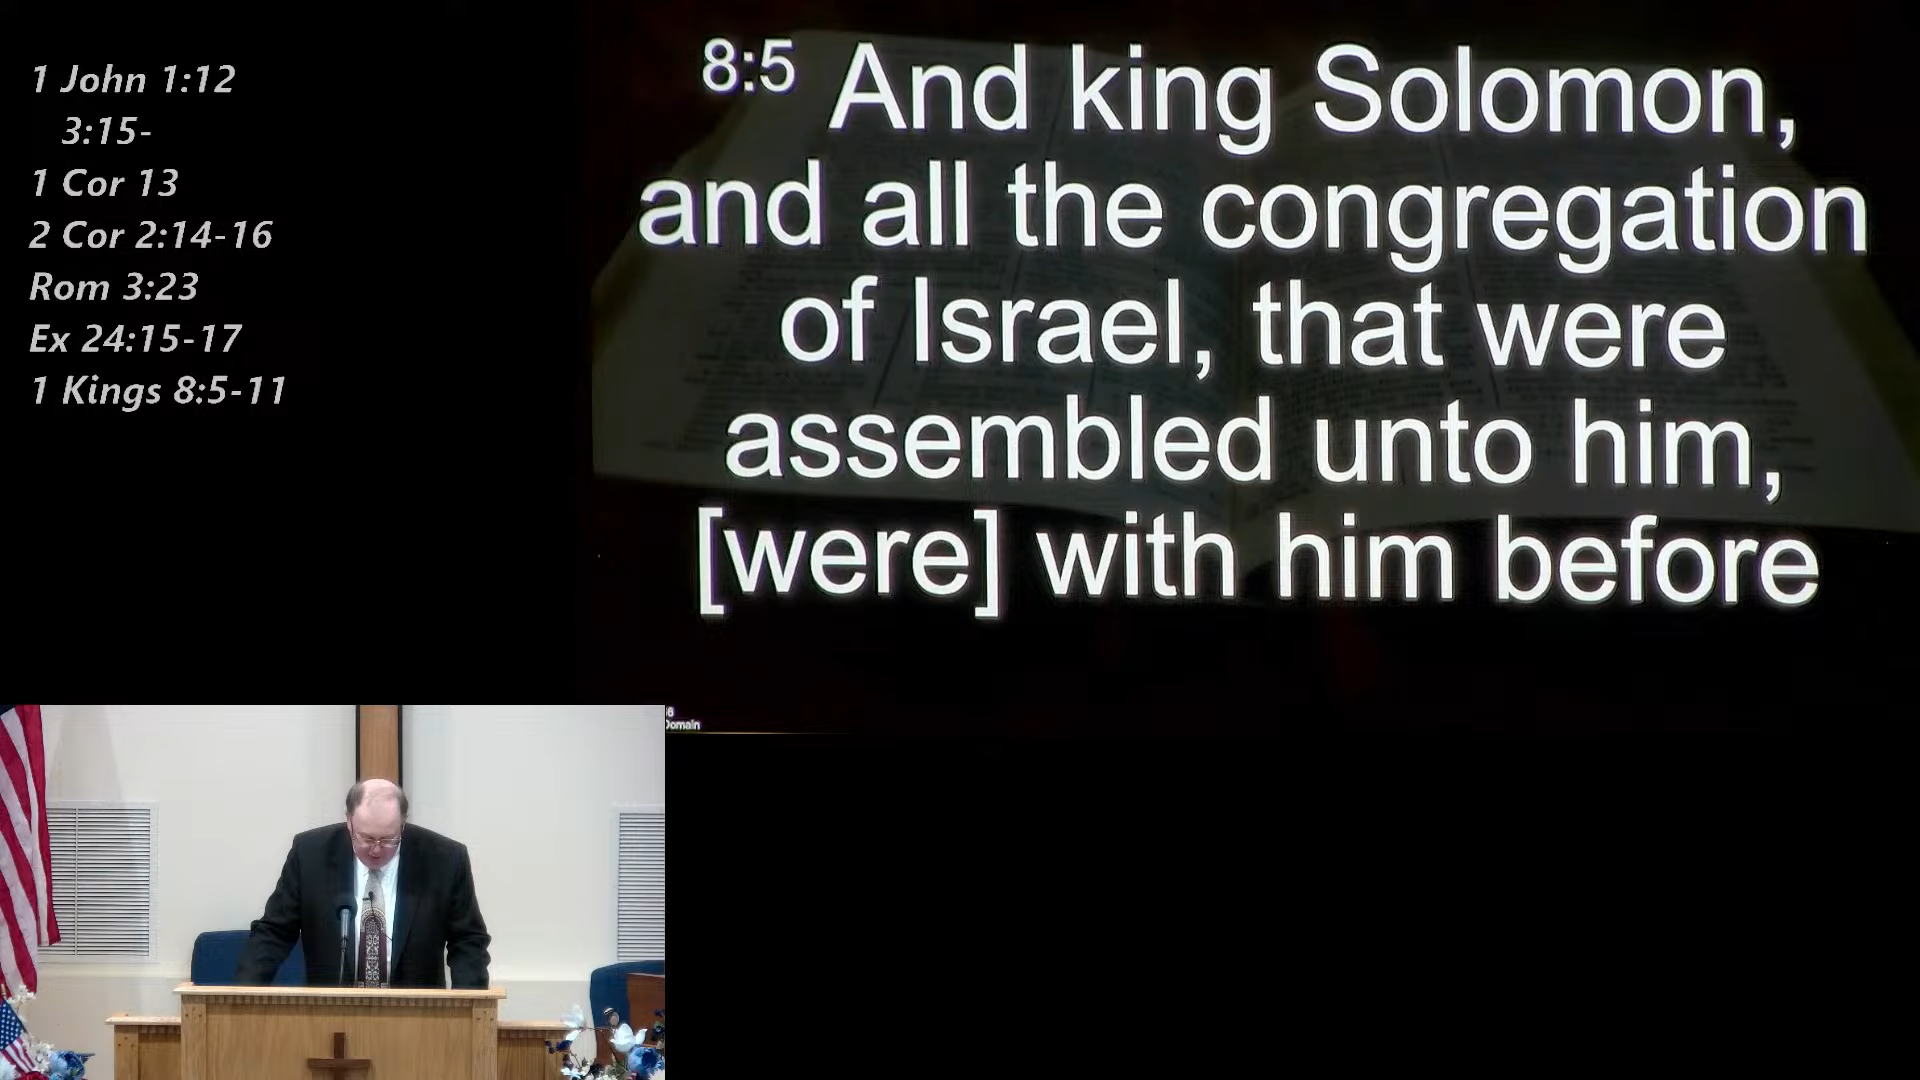 1 John 1:12
3:15-
1 Cor 13
2 Cor 2:14-16
Rom 3:23
Ex 24:15-17
1 Kings 8:5-11
8:5 And king Solomon,
and all the congregation
of Israel, that were
assembled unto him,
[were] with him before
Domain